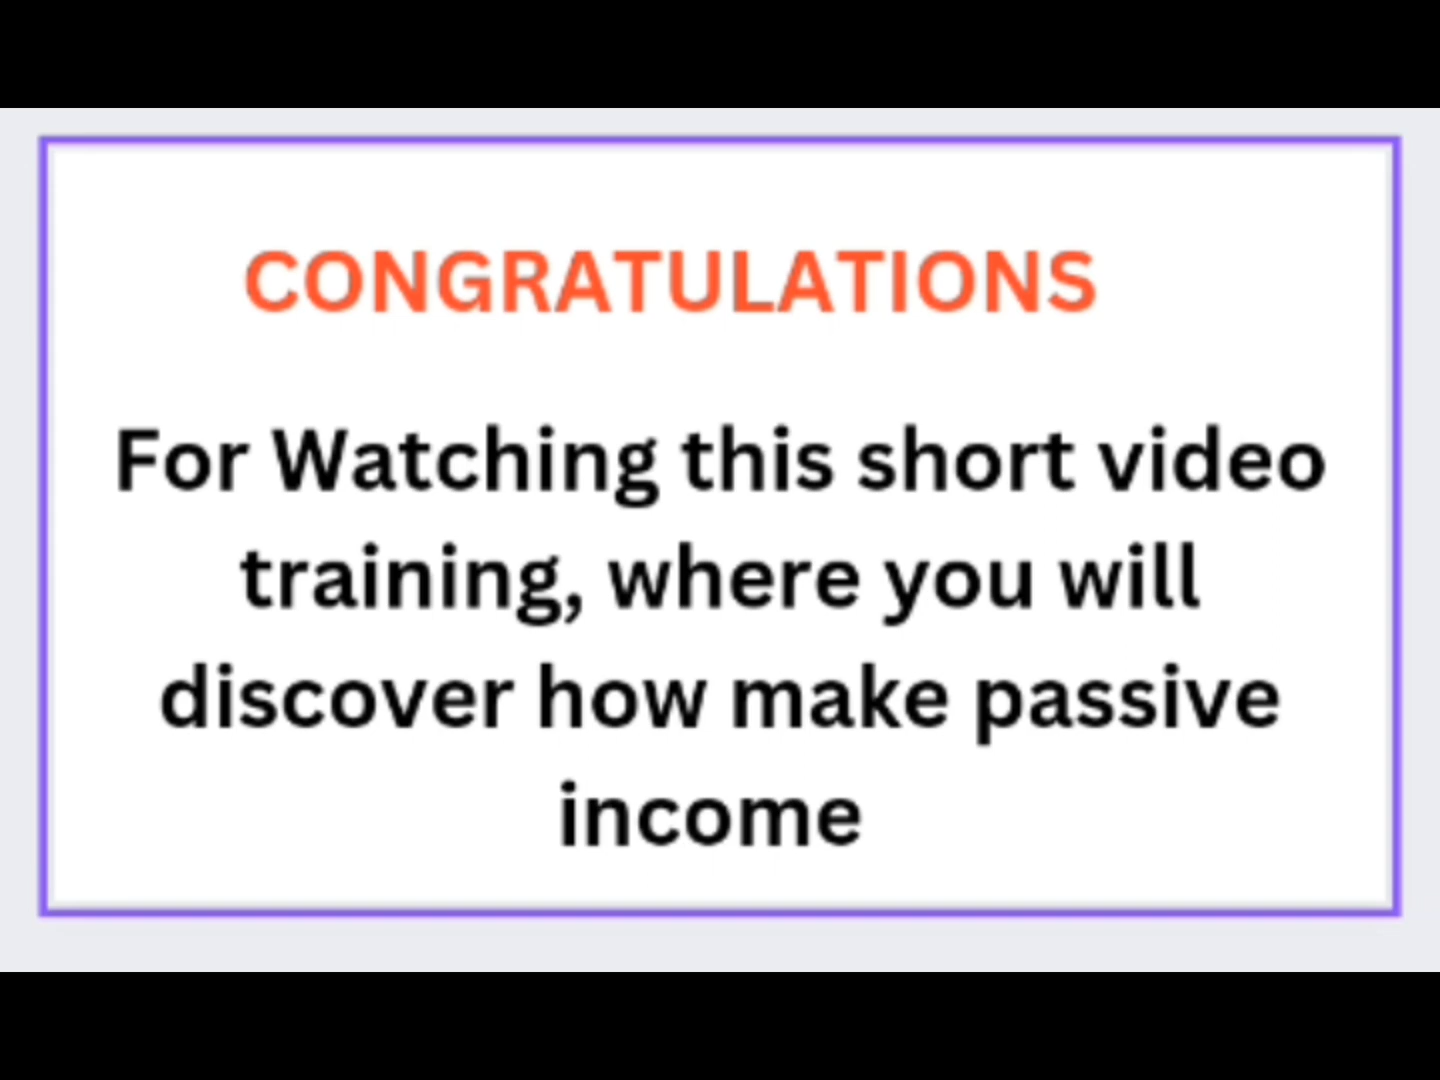 CONGRATULATIONS
For Watching this short video
training, where you will
discover how make passive
income